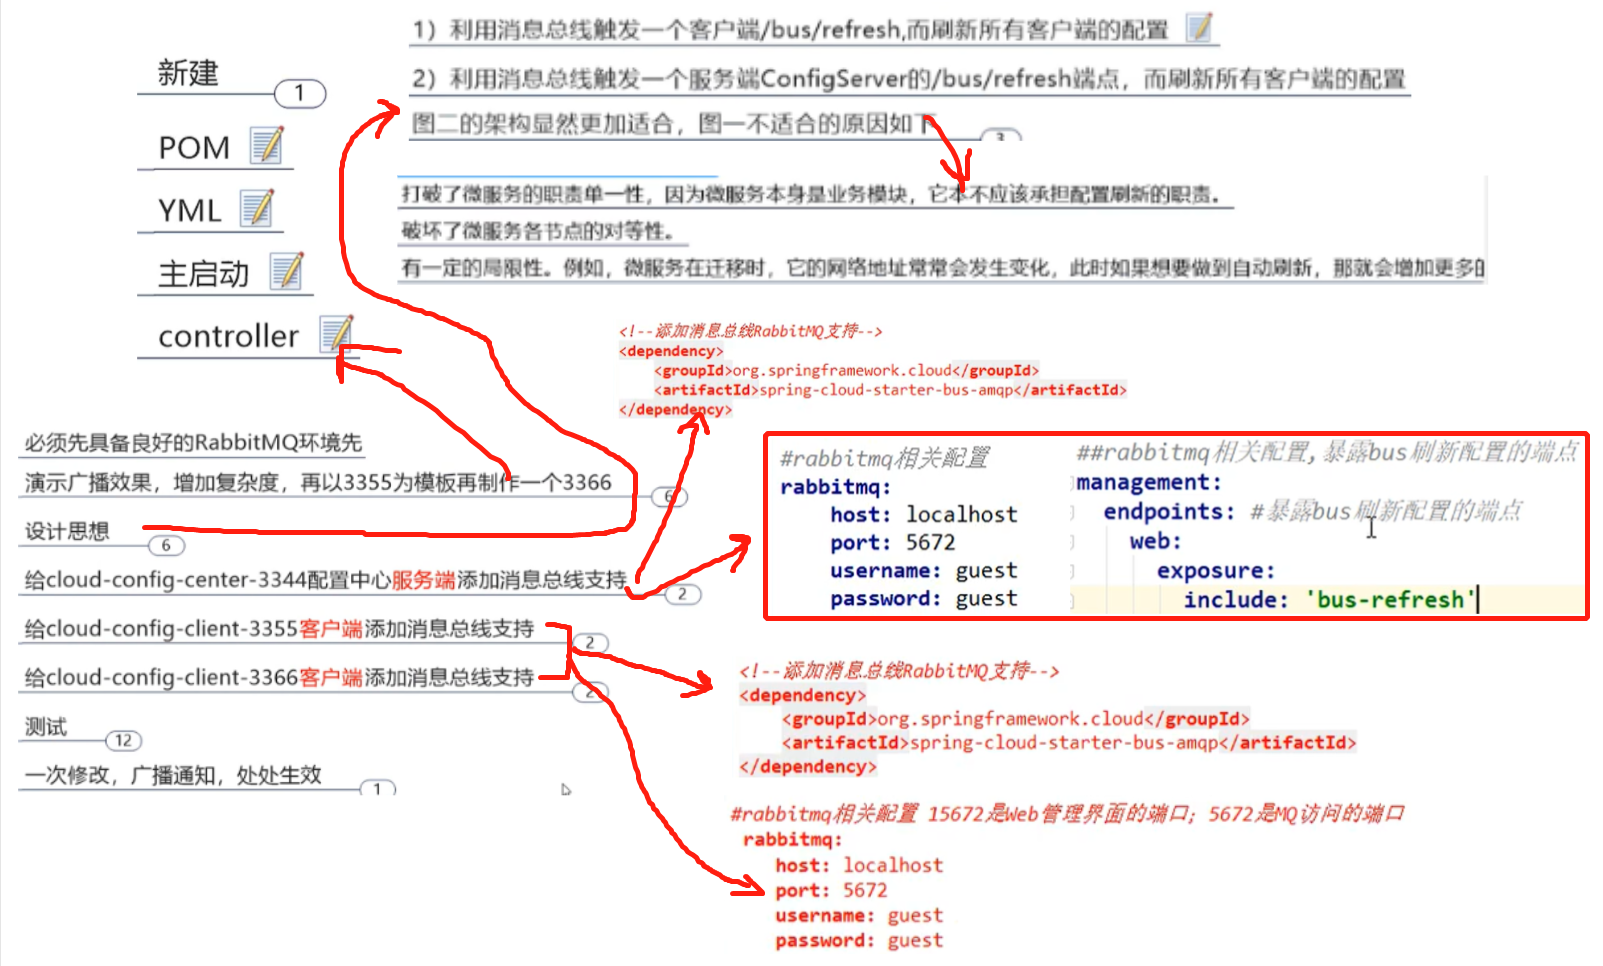 新建
1
POM
YML
主启动
controller
1）利用消息总线触发一个客户端/bus/refresh,而刷新所有客户端的配置
2）利用消息总线触发一个服务端ConfigServer的/bus/refresh端点，而刷新所有客户端的配置
图二的架构显然更加适合，图一不适合的原因如下
3
打破了微服务的职责单一性，因为微服务本身是业务模块，它本不应该承担配置刷新的职责。
破坏了微服务各节点的对等性。
有一定的局限性。例如，微服务在迁移时，它的网络地址常常会发生变化，此时如果想要做到自动刷新，那就会增加更多的
<!--添加消息总线RabbitMQ支持-->
<dependency>
<groupId>org.springframework.cloud</groupId>
<artifactId>spring-cloud-starter-bus-amqp</artifactId>
</dependency>
必须先具备良好的RabbitMQ环境先
演示广播效果，增加复杂度，再以3355为模板再制作一个3366
6
设计思想
6
给cloud-config-center-3344配置中心服务端添加消息总线支持
2
给cloud-config-client-3355客户端添加消息总线支持
2
给cloud-config-client-3366客户端添加消息总线支持
2
测试
12
一次修改，广播通知，处处生效
1
#rabbitmq相关配置
rabbitmq:
host: localhost
port: 5672
username: guest
password: guest
##rabbitmq相关配置,暴露bus刷新配置的端点
management:
endpoints: #暴露bus刷新配置的端点
web:
exposure:
include: 'bus-refresh'
<!--添加消息总线RabbitMQ支持-->
<dependency>
<groupId>org.springframework.cloud</groupId>
<artifactId>spring-cloud-starter-bus-amqp</artifactId>
</dependency>
#rabbitmq相关配置 15672是Web管理界面的端口；5672是MQ访问的端口
rabbitmq:
host: localhost
port: 5672
username: guest
password: guest